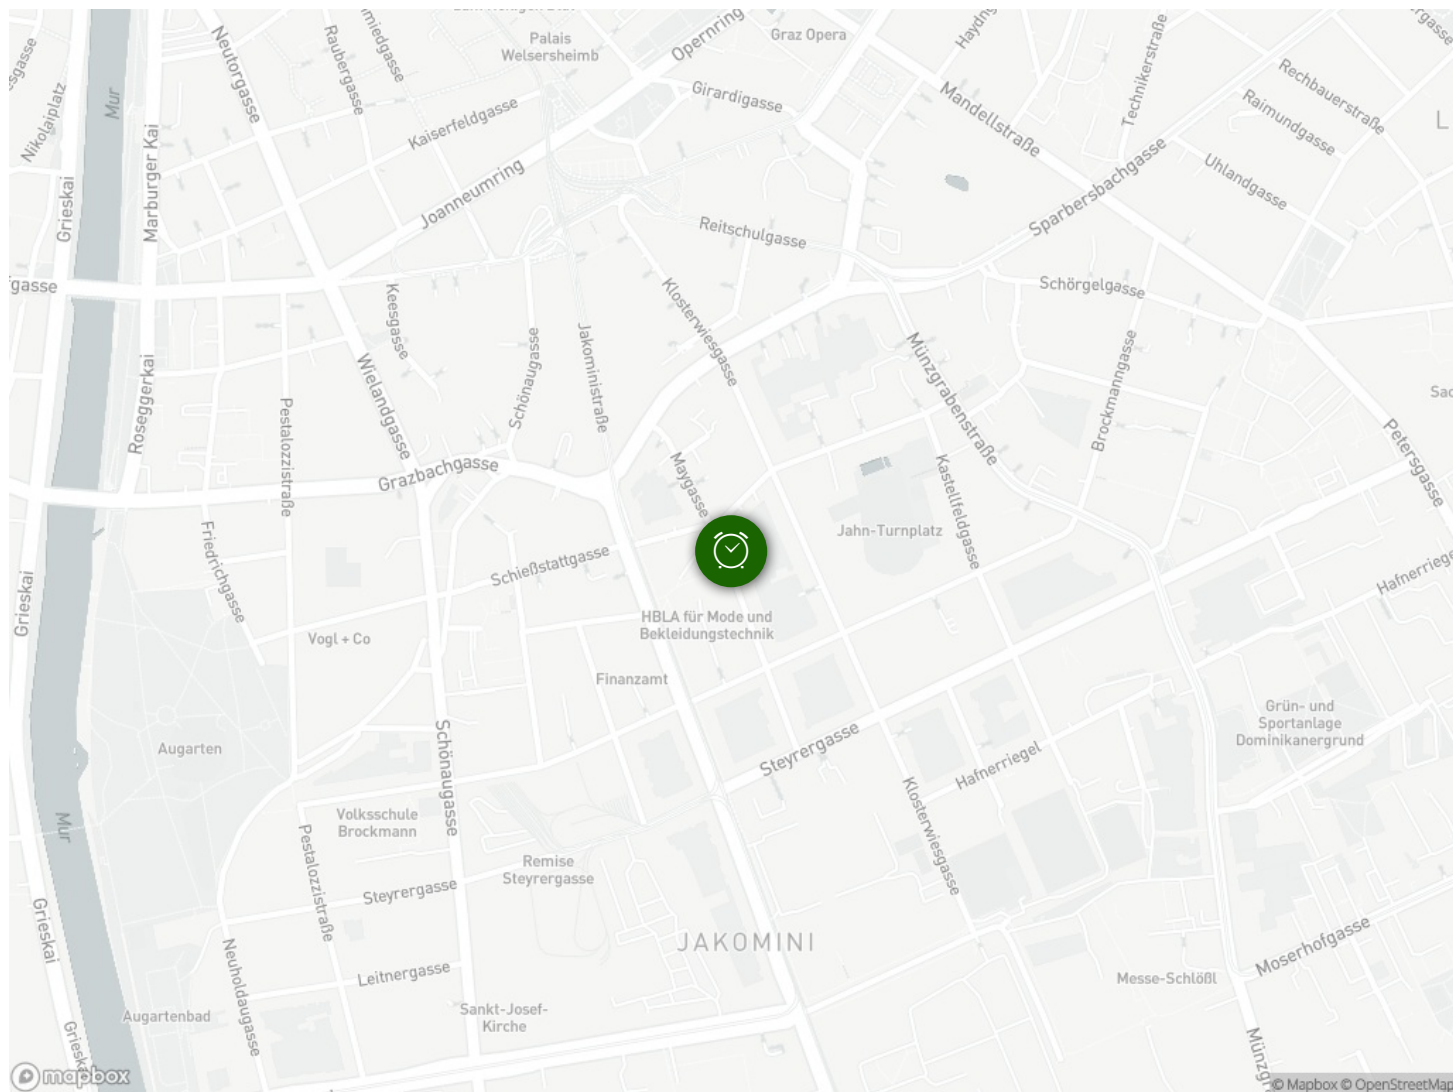 Palais
Welsersheimb
Opernring
Graz Opera
Neutorgasse
Raubergasse
Nikolaiplatz
Mur
Marburger Kai
Kaiserfeldgasse
Girardigasse
Mandellstraße
Technikerstraße
Rechbauerstraße
Raimundgasse
Uhlandgasse
Sparbersbachgasse
Grieskai
Joanneumring
Reitschulgasse
Schörgelgasse
Keesgasse
Klosterwiesgasse
Schönaugasse
Jakoministraße
Münzgrabenstraße
Brockmanngasse
Roseggerkai
Wielandgasse
Pestalozzistraße
Petersgasse
Grazbachgasse
Maygasse
Kastellfeldgasse
Jahn-Turnplatz
Friedrichgasse
Schießstattgasse
Grieskai
HBLA für Mode und
Bekleidungstechnik
Vogl + Co
Finanzamt
Augarten
Schönaugasse
Steyrergasse
Hafnerriegel
Grün- und
Sportanlage
Dominikanergrund
Klosterwiesgasse
Mur
Volksschule
Brockmann
Pestalozzistraße
Remise
Steyrergasse
Steyrergasse
Grieskai
JAKOMINI
Neuholdaugasse
Leitnergasse
Moserhofgasse
Messe-Schlößl
Augartenbad
Sankt-Josef-
Kirche
mapbox
© Mapbox © OpenStreetMap